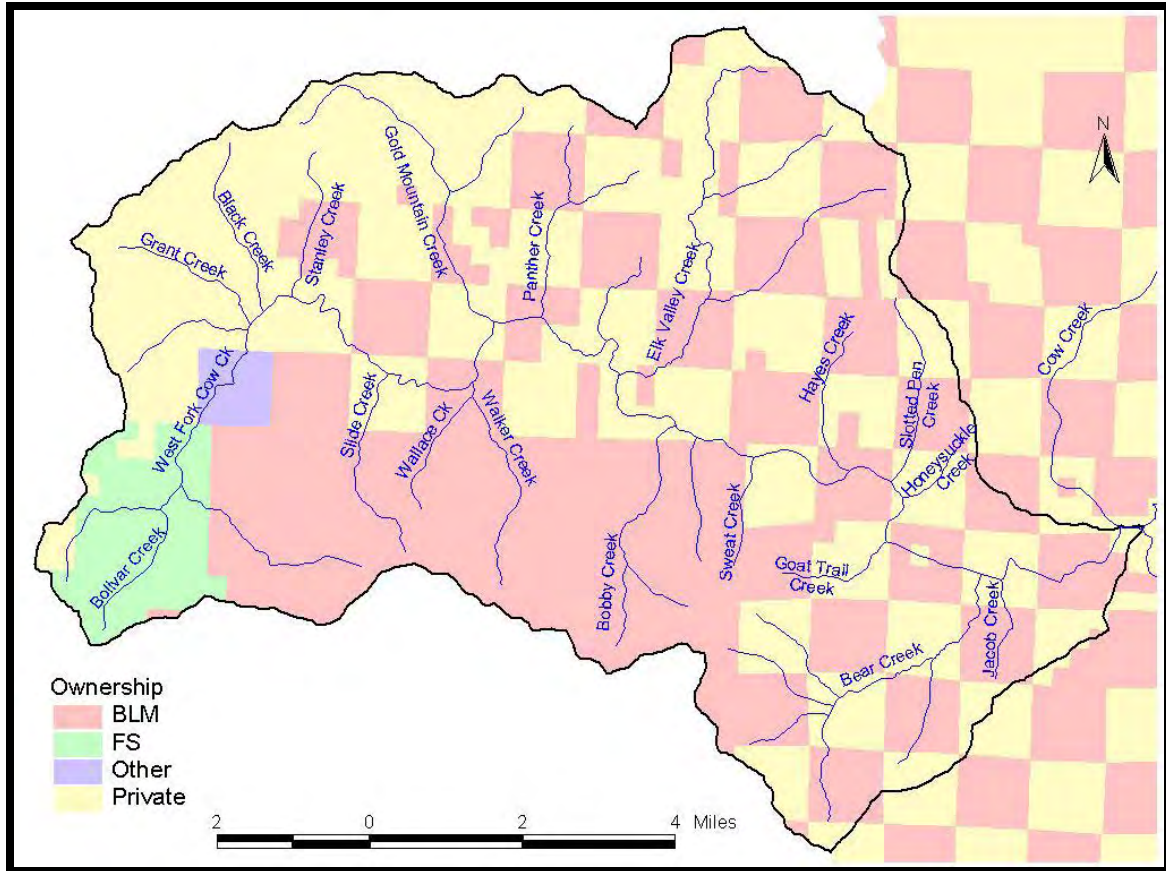 N
Gold Mountain Creek
Black Creek
Stanley Creek
Grant Creek
Panther Creek
Elk Valley Creek
Cow Creek
Hayes Creek
Slotted Pen
Creek
West Fork Cow Ck
Slide Creek
Wallace Ck
Walker Creek
Honeysuckle
Creek
Sweat Creek
Bobby Creek
Goat Trail
Creek
Bolivar Creek
Jacob Creek
Bear Creek
Ownership
BLM
FS
Other
Private
2 0 2 4 Miles